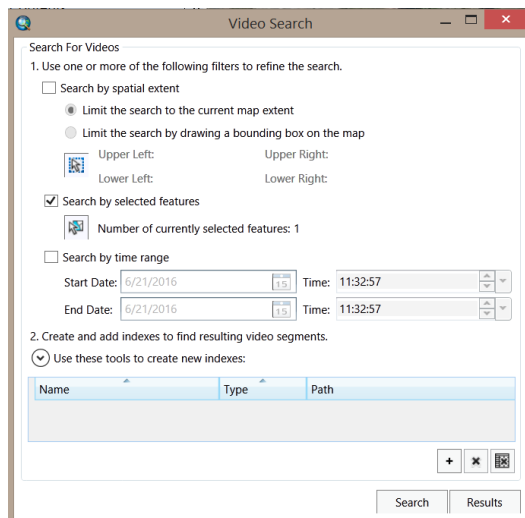 Video Search
Search For Videos
1. Use one or more of the following filters to refine the search.
Search by spatial extent
Limit the search to the current map extent
Limit the search by drawing a bounding box on the map
Upper Left: Upper Right:
Lower Left: Lower Right:
Search by selected features
Number of currently selected features: 1
Search by time range
Start Date: 6/21/2016 15 Time: 11:32:57
End Date: 6/21/2016 15 Time: 11:32:57
2. Create and add indexes to find resulting video segments.
Use these tools to create new indexes:
Name Type Path
Search Results